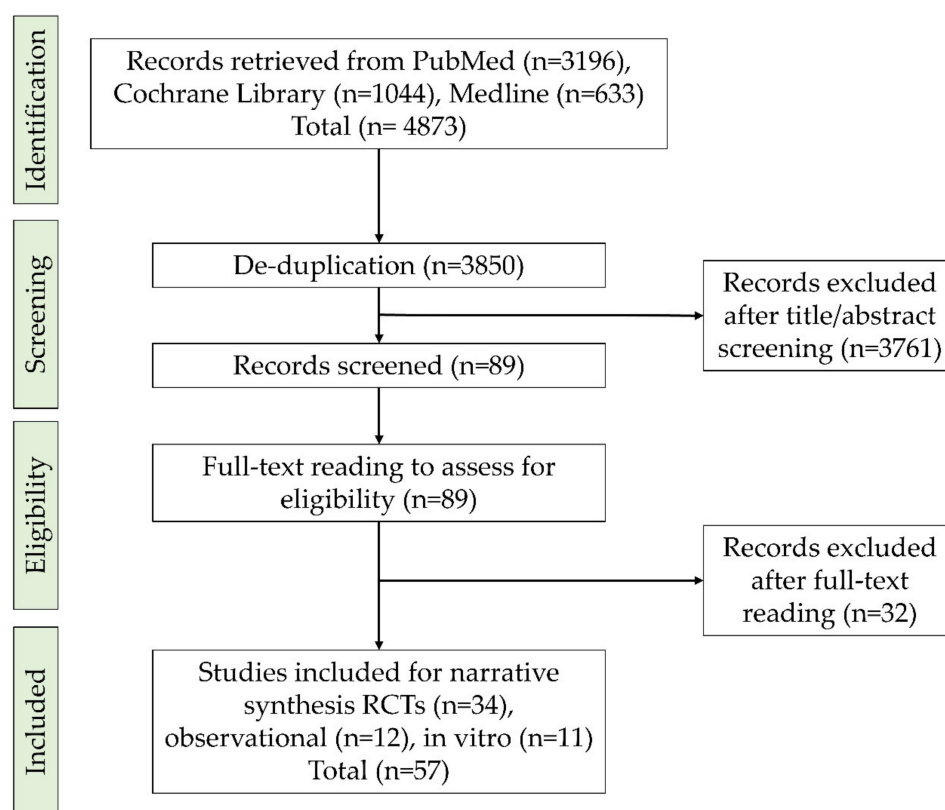 Identification
Records retrieved from PubMed (n=3196),
Cochrane Library (n=1044), Medline (n=633)
Total (n= 4873)
Screening
De-duplication (n=3850)
Records excluded
after title/abstract
screening (n=3761)
Records screened (n=89)
Eligibility
Full-text reading to assess for
eligibility (n=89)
Records excluded
after full-text
reading (n=32)
Included
Studies included for narrative
synthesis RCTs (n=34),
observational (n=12), in vitro (n=11)
Total (n=57)